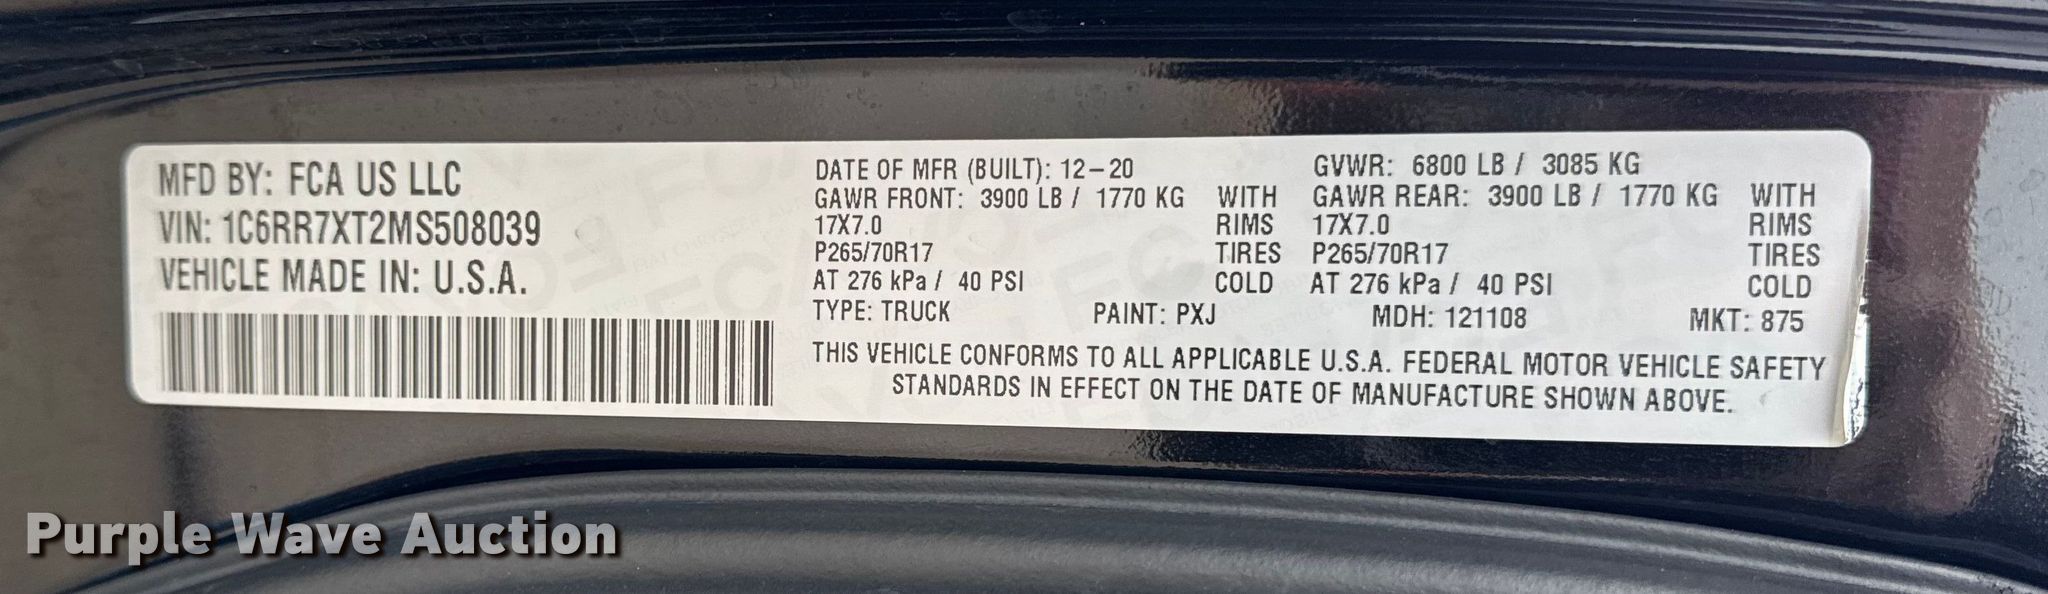 MFD BY: FCA US LLC
VIN: 1C6RR7XT2MS508039
VEHICLE MADE IN: U.S.A.
DATE OF MFR (BUILT): 12-20 GVWR: 6800 LB / 3085 KG
GAWR FRONT: 3900 LB / 1770 KG WITH GAWR REAR: 3900 LB / 1770 KG WITH
17X7.0 RIMS 17X7.0 RIMS
P265/70R17 TIRES P265/70R17 TIRES
AT 276 kPa / 40 PSI COLD AT 276 kPa / 40 PSI COLD
TYPE: TRUCK PAINT: PXJ MDH: 121108 MKT: 875
THIS VEHICLE CONFORMS TO ALL APPLICABLE U.S.A. FEDERAL MOTOR VEHICLE SAFETY
STANDARDS IN EFFECT ON THE DATE OF MANUFACTURE SHOWN ABOVE.
Purple Wave Auction